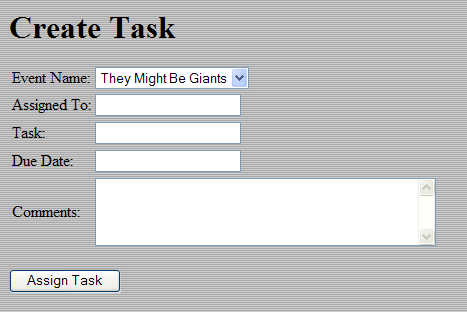 Create Task
Event Name: They Might Be Giants
Assigned To:
Task:
Due Date:
Comments:
Assign Task